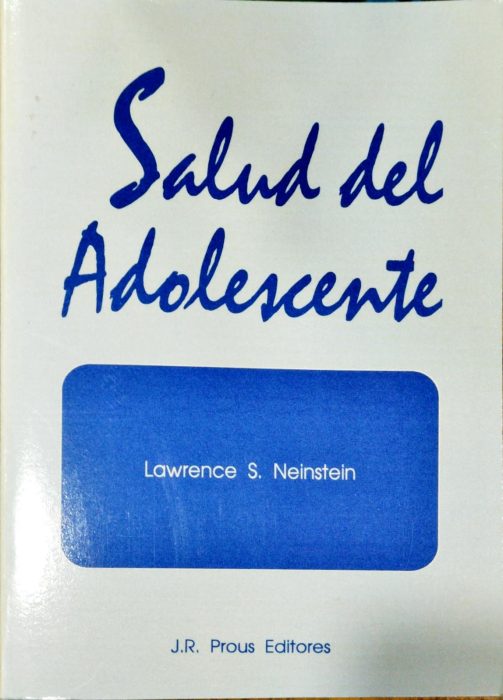 Salud del
Adolescente
Lawrence S. Neinstein
J.R. Prous Editores